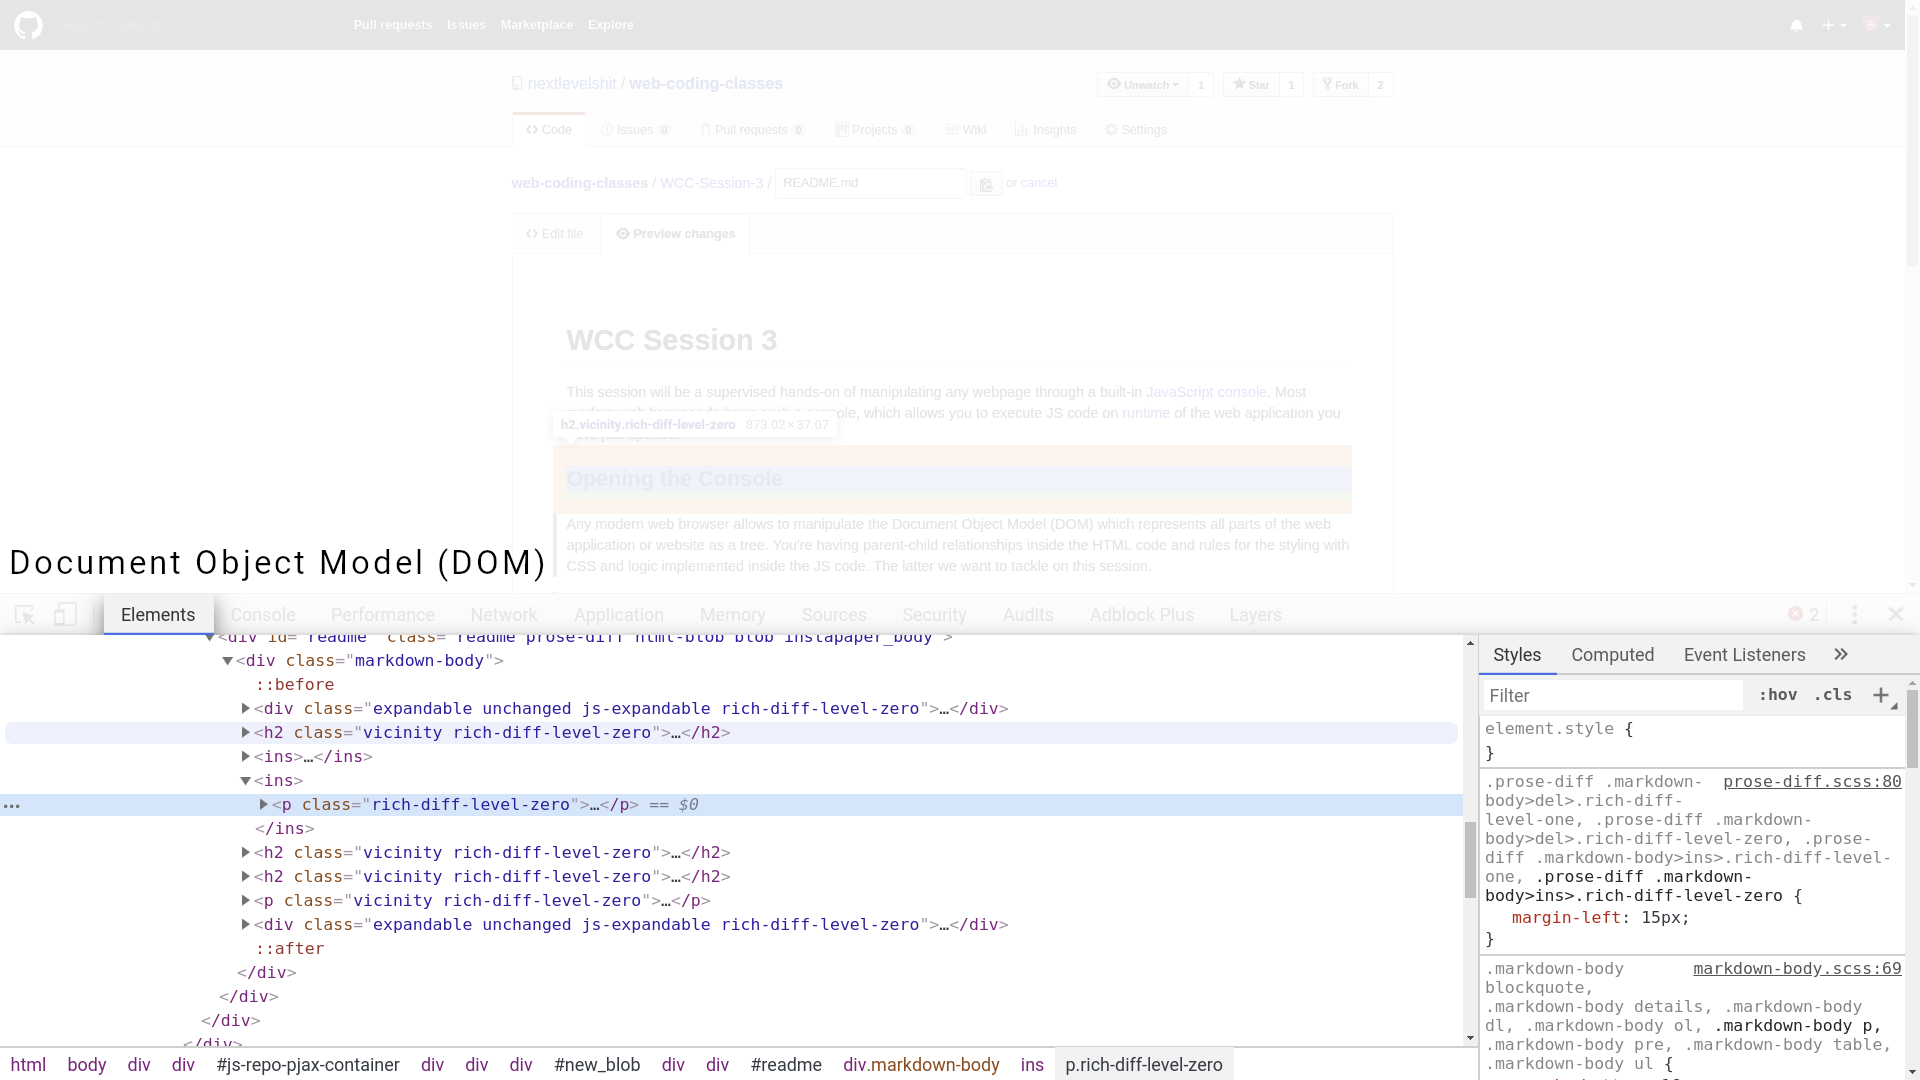 Search or jump to...
Pull requests Issues Marketplace Explore
nextlevelshit / web-coding-classes
Unwatch 1 Star 1 Fork 2
Code Issues 0 Pull requests 0 Projects 0 Wiki Insights Settings
web-coding-classes / WCC-Session-3 / README.md or cancel
Edit file Preview changes
WCC Session 3
This session will be a supervised hands-on of manipulating any webpage through a built-in JavaScript console. Most
console, which allows you to execute JS code on runtime of the web application you
h2.vicinity.rich-diff-level-zero 873.02 × 37.07
Opening the Console
Any modern web browser allows to manipulate the Document Object Model (DOM) which represents all parts of the web
application or website as a tree. You're having parent-child relationships inside the HTML code and rules for the styling with
CSS and logic implemented inside the JS code. The latter we want to tackle on this session.
Document Object Model (DOM)
Elements Console Performance Network Application Memory Sources Security Audits Adblock Plus Layers 2
<div id="readme" class="readme prose-diff html-blob blob instapaper_body">
<div class="markdown-body">
::before
<div class="expandable unchanged js-expandable rich-diff-level-zero">…</div>
<h2 class="vicinity rich-diff-level-zero">…</h2>
<ins>…</ins>
<ins>
<p class="rich-diff-level-zero">…</p> == $0
</ins>
<h2 class="vicinity rich-diff-level-zero">…</h2>
<h2 class="vicinity rich-diff-level-zero">…</h2>
<p class="vicinity rich-diff-level-zero">…</p>
<div class="expandable unchanged js-expandable rich-diff-level-zero">…</div>
::after
</div>
</div>
</div>
</div>
html body div div #js-repo-pjax-container div div div #new_blob div div #readme div.markdown-body ins p.rich-diff-level-zero
Styles Computed Event Listeners »
Filter :hov .cls +
element.style {
}
.prose-diff .markdown- prose-diff.scss:80
body>del>.rich-diff-
level-one, .prose-diff .markdown-
body>del>.rich-diff-level-zero, .prose-
diff .markdown-body>ins>.rich-diff-level-
one, .prose-diff .markdown-
body>ins>.rich-diff-level-zero {
margin-left: 15px;
}
.markdown-body markdown-body.scss:69
blockquote,
.markdown-body details, .markdown-body
dl, .markdown-body ol, .markdown-body p,
.markdown-body pre, .markdown-body table,
.markdown-body ul {